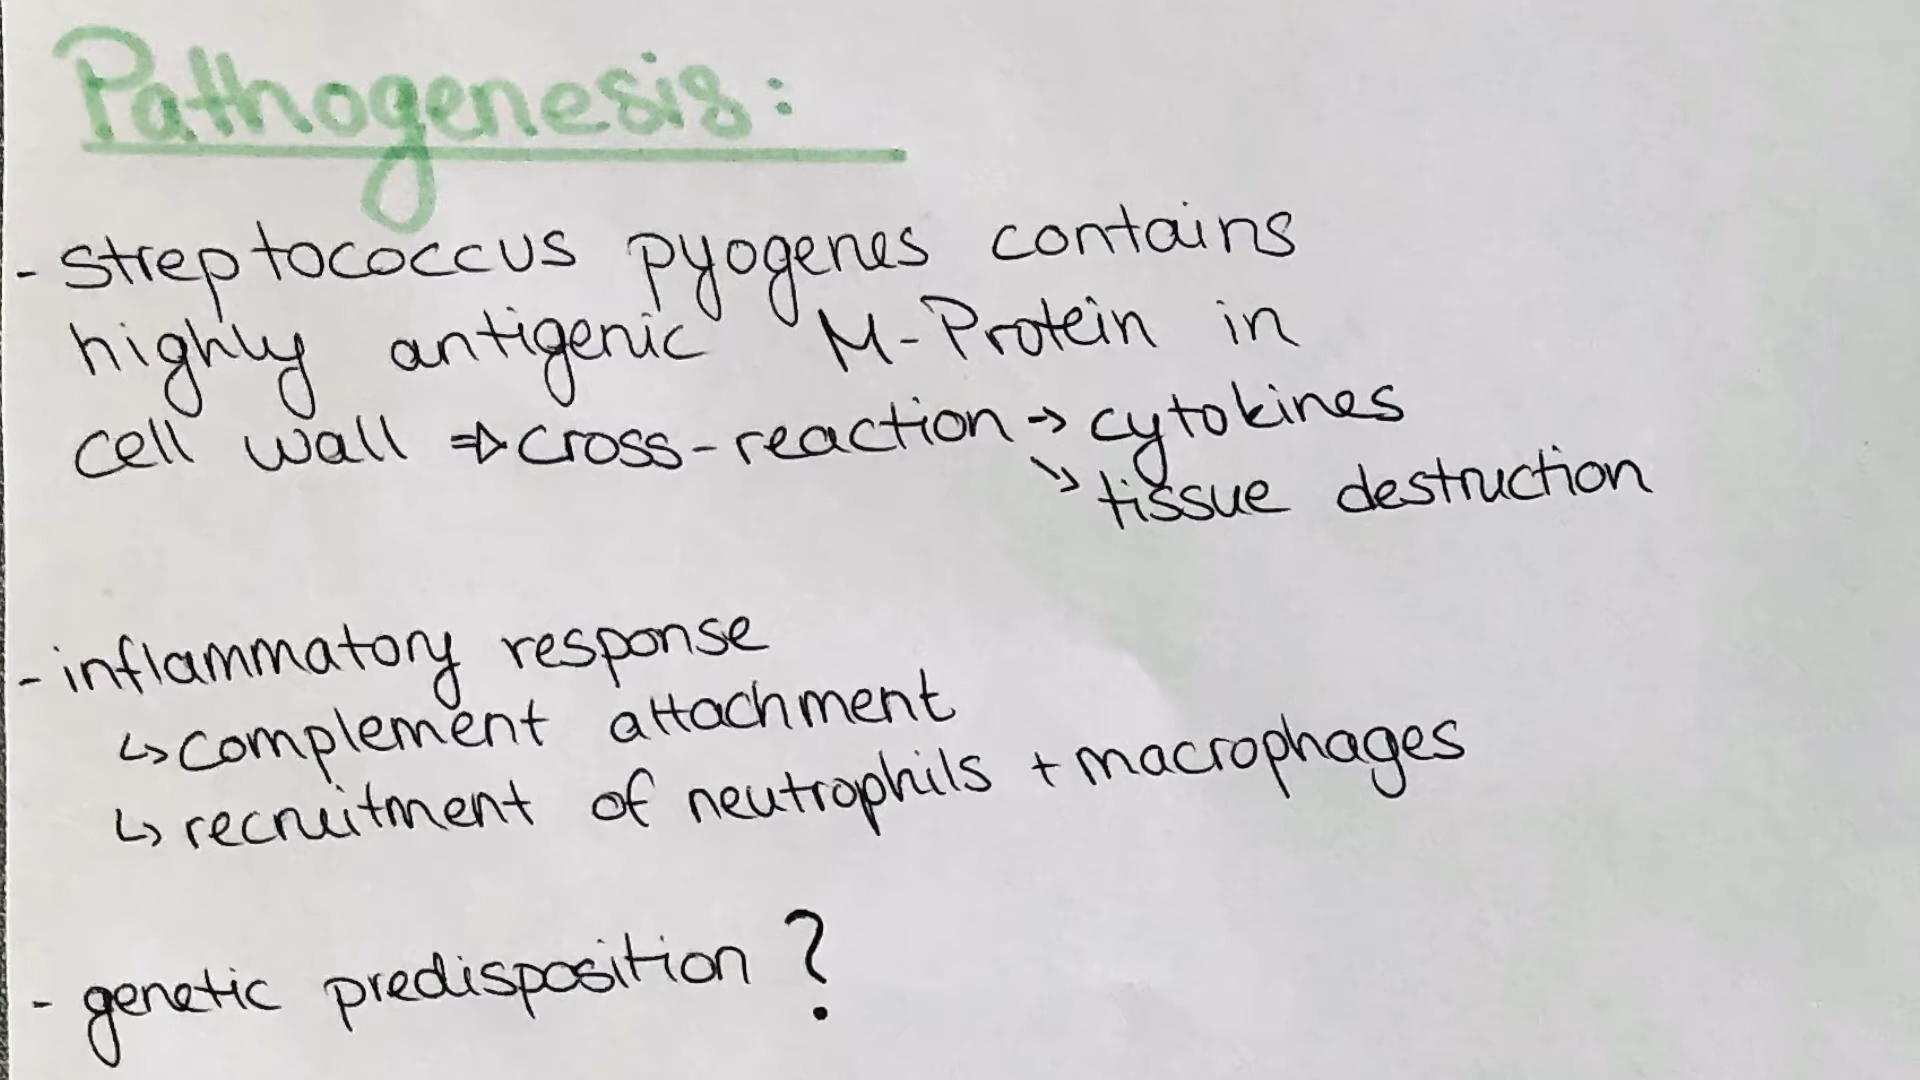 Pathogenesis:
- streptococcus pyogenes contains
highly antigenic M-Protein in
cell wall ⇒ cross-reaction → cytokines
↘ tissue destruction
- inflammatory response
↳ complement attachment
↳ recruitment of neutrophils + macrophages
- genetic predisposition ?